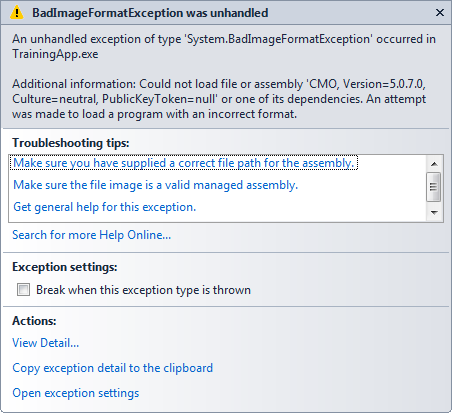 BadImageFormatException was unhandled
An unhandled exception of type 'System.BadImageFormatException' occurred in
TrainingApp.exe
Additional information: Could not load file or assembly 'CMO, Version=5.0.7.0,
Culture=neutral, PublicKeyToken=null' or one of its dependencies. An attempt
was made to load a program with an incorrect format.
Troubleshooting tips:
Make sure you have supplied a correct file path for the assembly.
Make sure the file image is a valid managed assembly.
Get general help for this exception.
Search for more Help Online...
Exception settings:
Break when this exception type is thrown
Actions:
View Detail...
Copy exception detail to the clipboard
Open exception settings